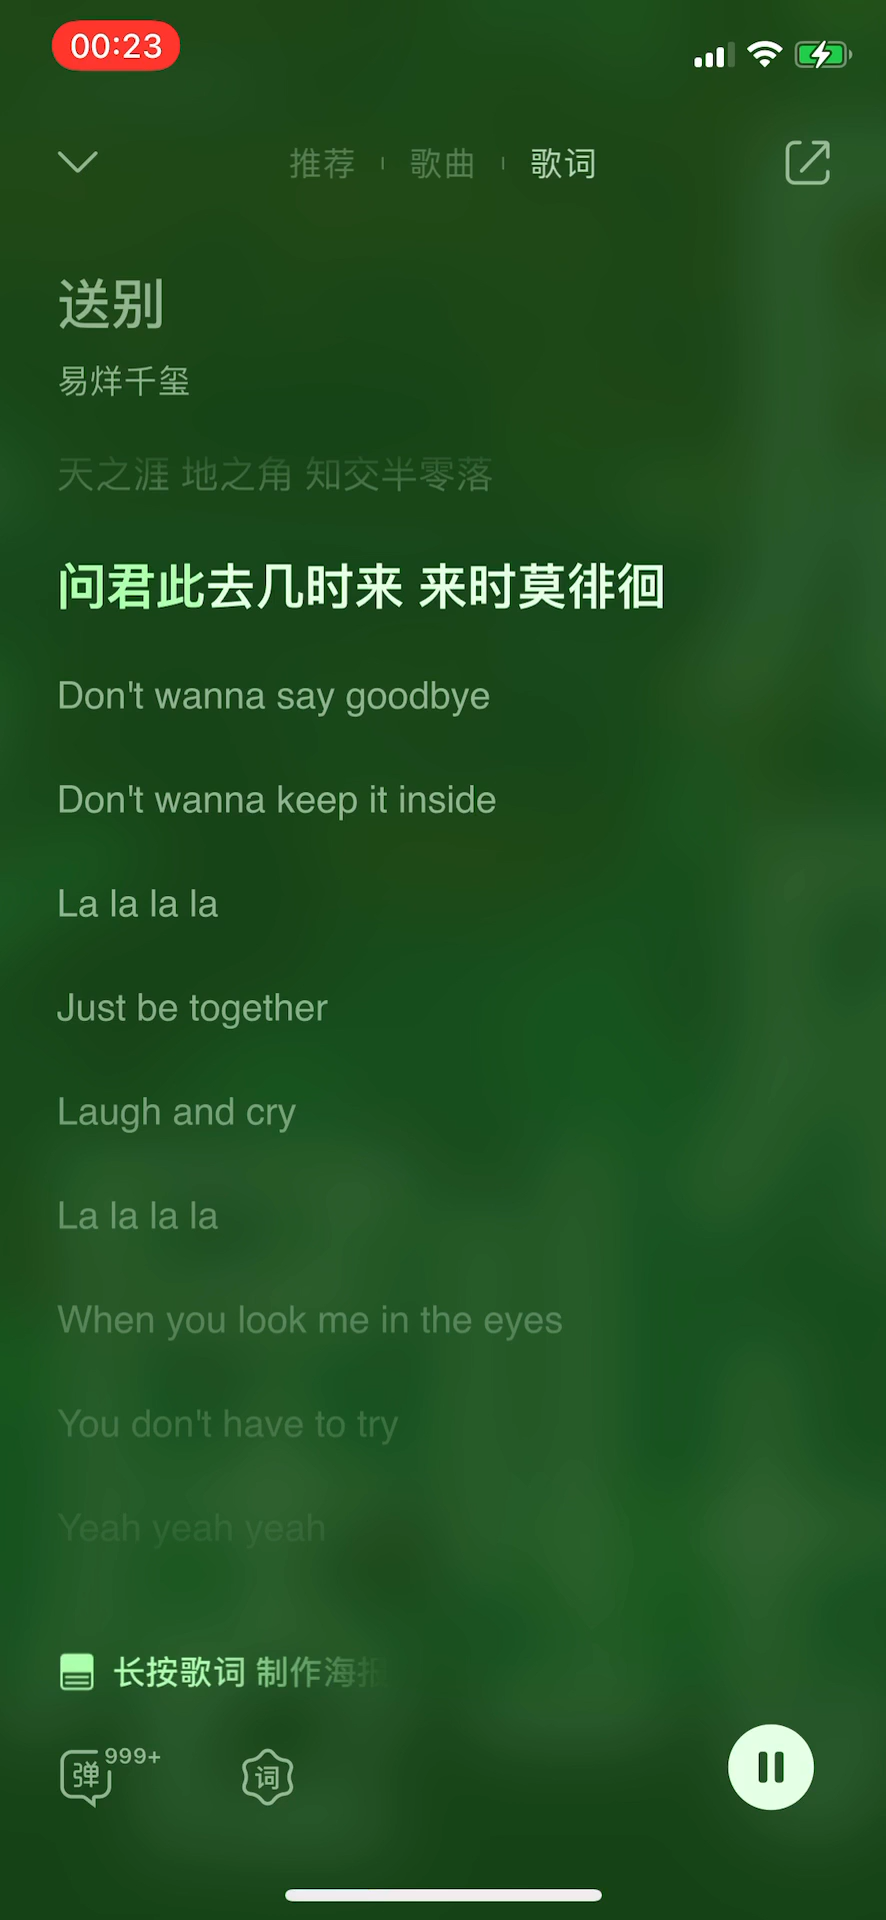 00:23
推荐 歌曲 歌词
送别
易烊千玺
天之涯 地之角 知交半零落
问君此去几时来 来时莫徘徊
Don't wanna say goodbye
Don't wanna keep it inside
La la la la
Just be together
Laugh and cry
La la la la
When you look me in the eyes
You don't have to try
Yeah yeah yeah
长按歌词 制作海报
弹 999+
词